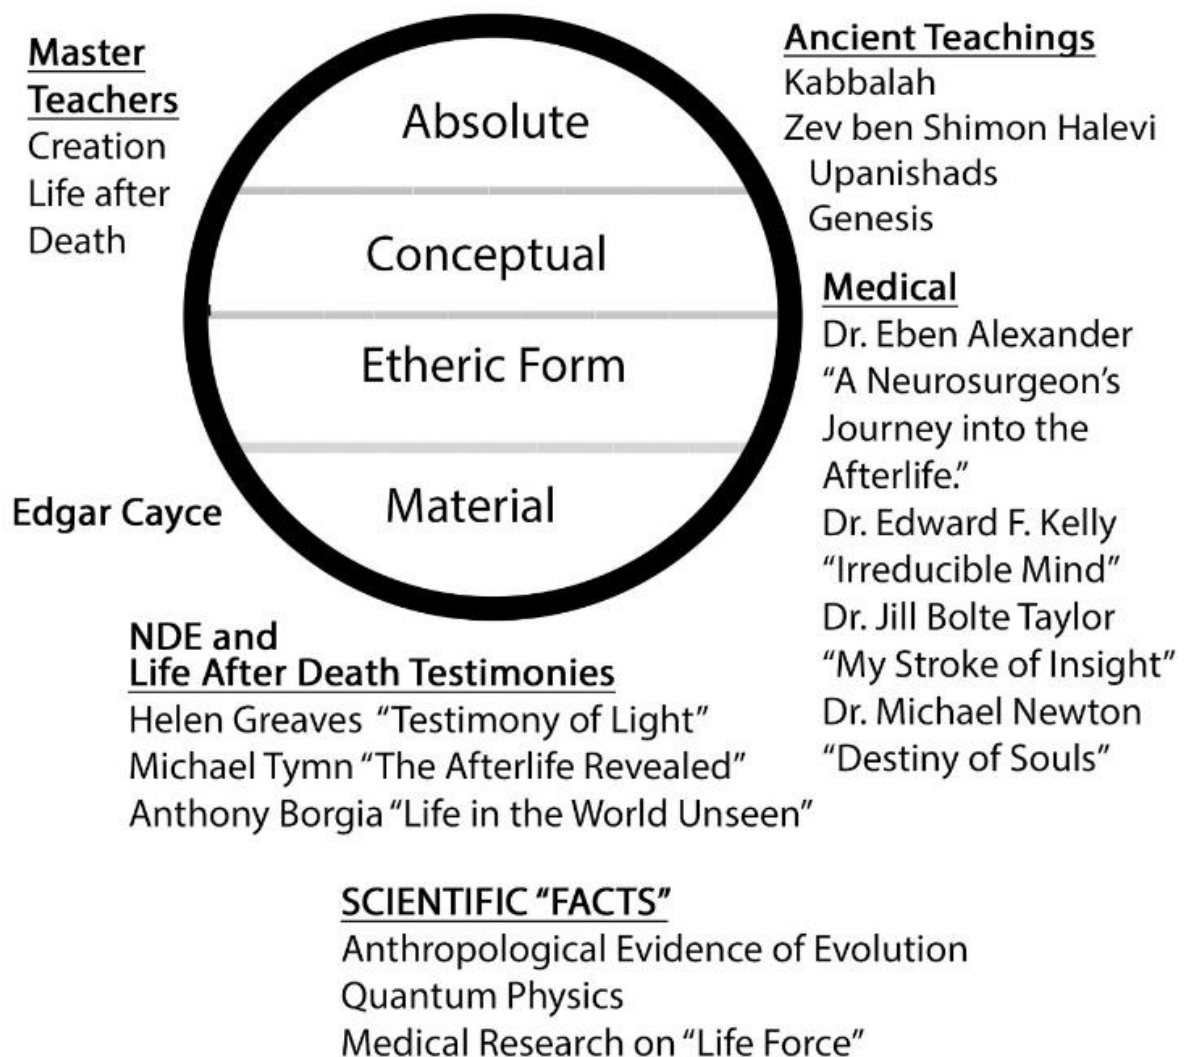 Master
Teachers
Creation
Life after
Death
Absolute
Conceptual
Etheric Form
Material
Ancient Teachings
Kabbalah
Zev ben Shimon Halevi
Upanishads
Genesis
Medical
Dr. Eben Alexander
“A Neurosurgeon’s
Journey into the
Afterlife.”
Dr. Edward F. Kelly
“Irreducible Mind”
Dr. Jill Bolte Taylor
“My Stroke of Insight”
Dr. Michael Newton
“Destiny of Souls”
Edgar Cayce
NDE and
Life After Death Testimonies
Helen Greaves “Testimony of Light”
Michael Tymn “The Afterlife Revealed”
Anthony Borgia “Life in the World Unseen”
SCIENTIFIC “FACTS”
Anthropological Evidence of Evolution
Quantum Physics
Medical Research on “Life Force”